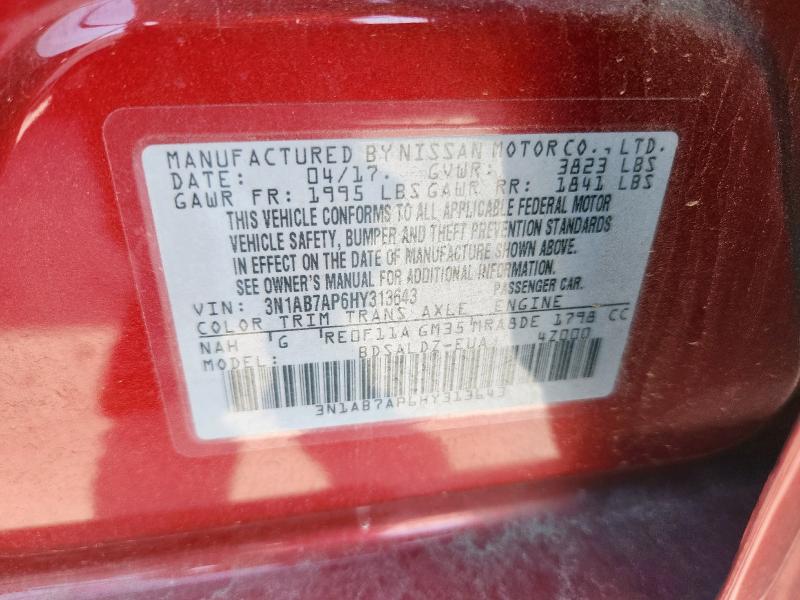 MANUFACTURED BY NISSAN MOTOR CO., LTD.
DATE: 04/17. GVWR: 3823 LBS
GAWR FR: 1995 LBS GAWR RR: 1841 LBS
THIS VEHICLE CONFORMS TO ALL APPLICABLE FEDERAL MOTOR
VEHICLE SAFETY, BUMPER AND THEFT PREVENTION STANDARDS
IN EFFECT ON THE DATE OF MANUFACTURE SHOWN ABOVE.
SEE OWNER'S MANUAL FOR ADDITIONAL INFORMATION.
PASSENGER CAR.
VIN: 3N1AB7AP6HY313643
COLOR TRIM TRANS AXLE ENGINE
NAH G RE0F11A GM35 MRA8DE 1798 CC
MODEL: BDSALDZ-EUA 4Z000
3N1AB7AP6HY313643